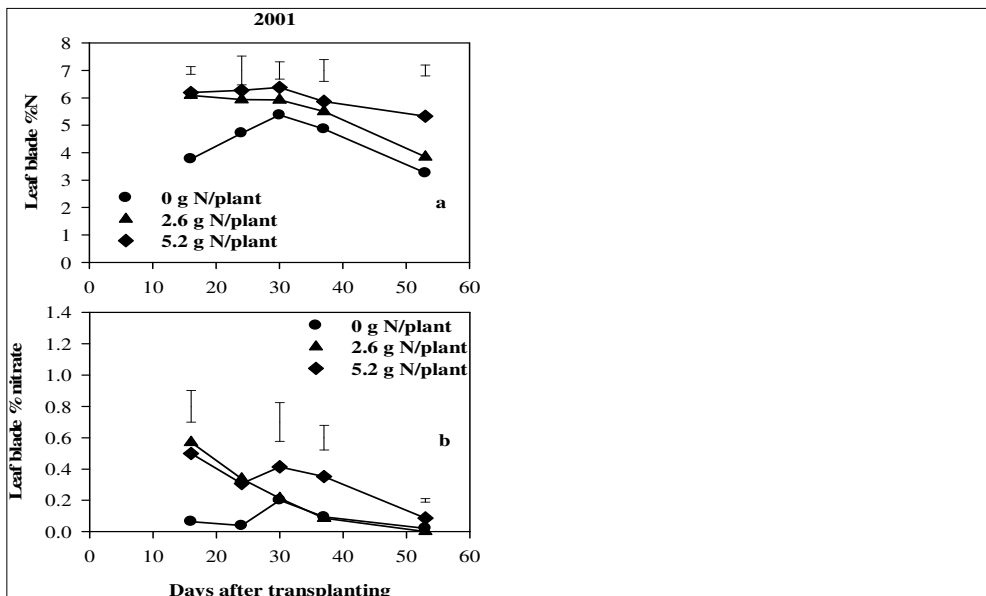 2001
8
7
6
5
4
3
2
1
0
Leaf blade %N
0 g N/plant
2.6 g N/plant
5.2 g N/plant
a
0 10 20 30 40 50 60
1.4
1.2
1.0
0.8
0.6
0.4
0.2
0.0
Leaf blade % nitrate
0 g N/plant
2.6 g N/plant
5.2 g N/plant
b
0 10 20 30 40 50 60
Days after transplanting